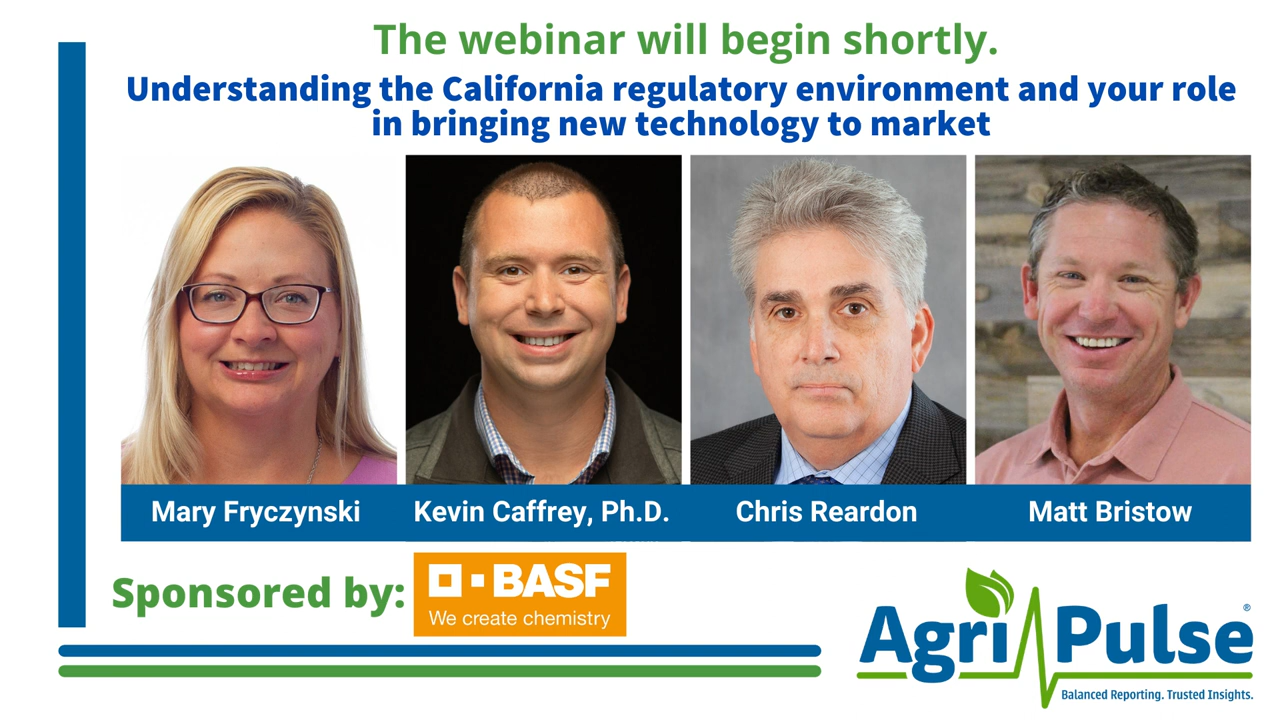 The webinar will begin shortly.
Understanding the California regulatory environment and your role
in bringing new technology to market
Mary Fryczynski
Kevin Caffrey, Ph.D.
Chris Reardon
Matt Bristow
Sponsored by:
BASF
We create chemistry
Agri Pulse®
Balanced Reporting. Trusted Insights.